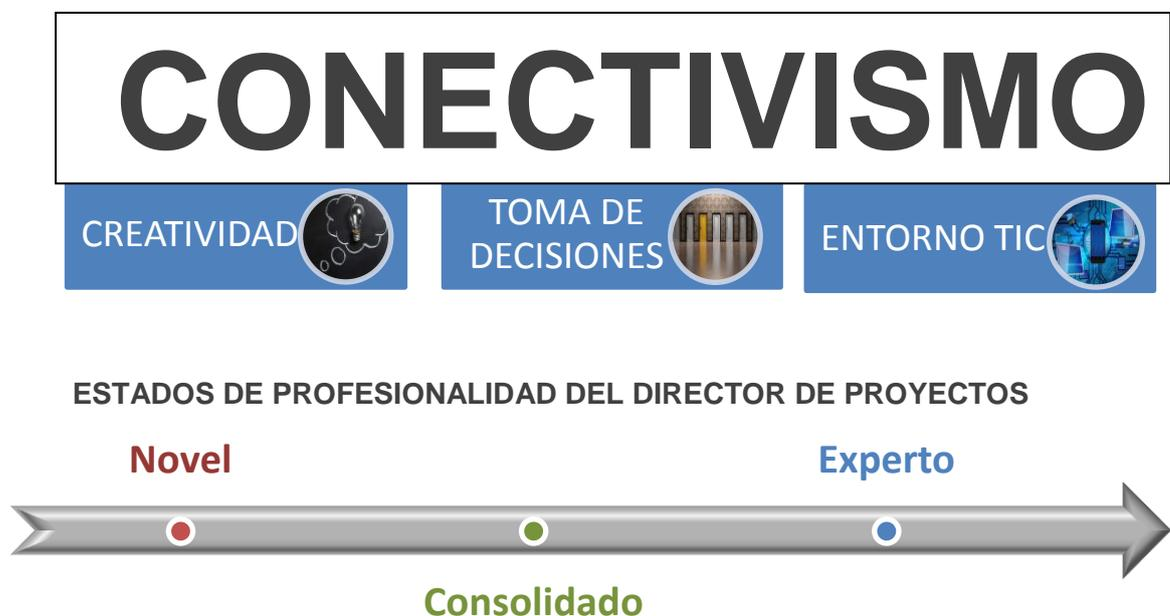 CONECTIVISMO
CREATIVIDAD
TOMA DE
DECISIONES
ENTORNO TIC
ESTADOS DE PROFESIONALIDAD DEL DIRECTOR DE PROYECTOS
Novel
Experto
Consolidado